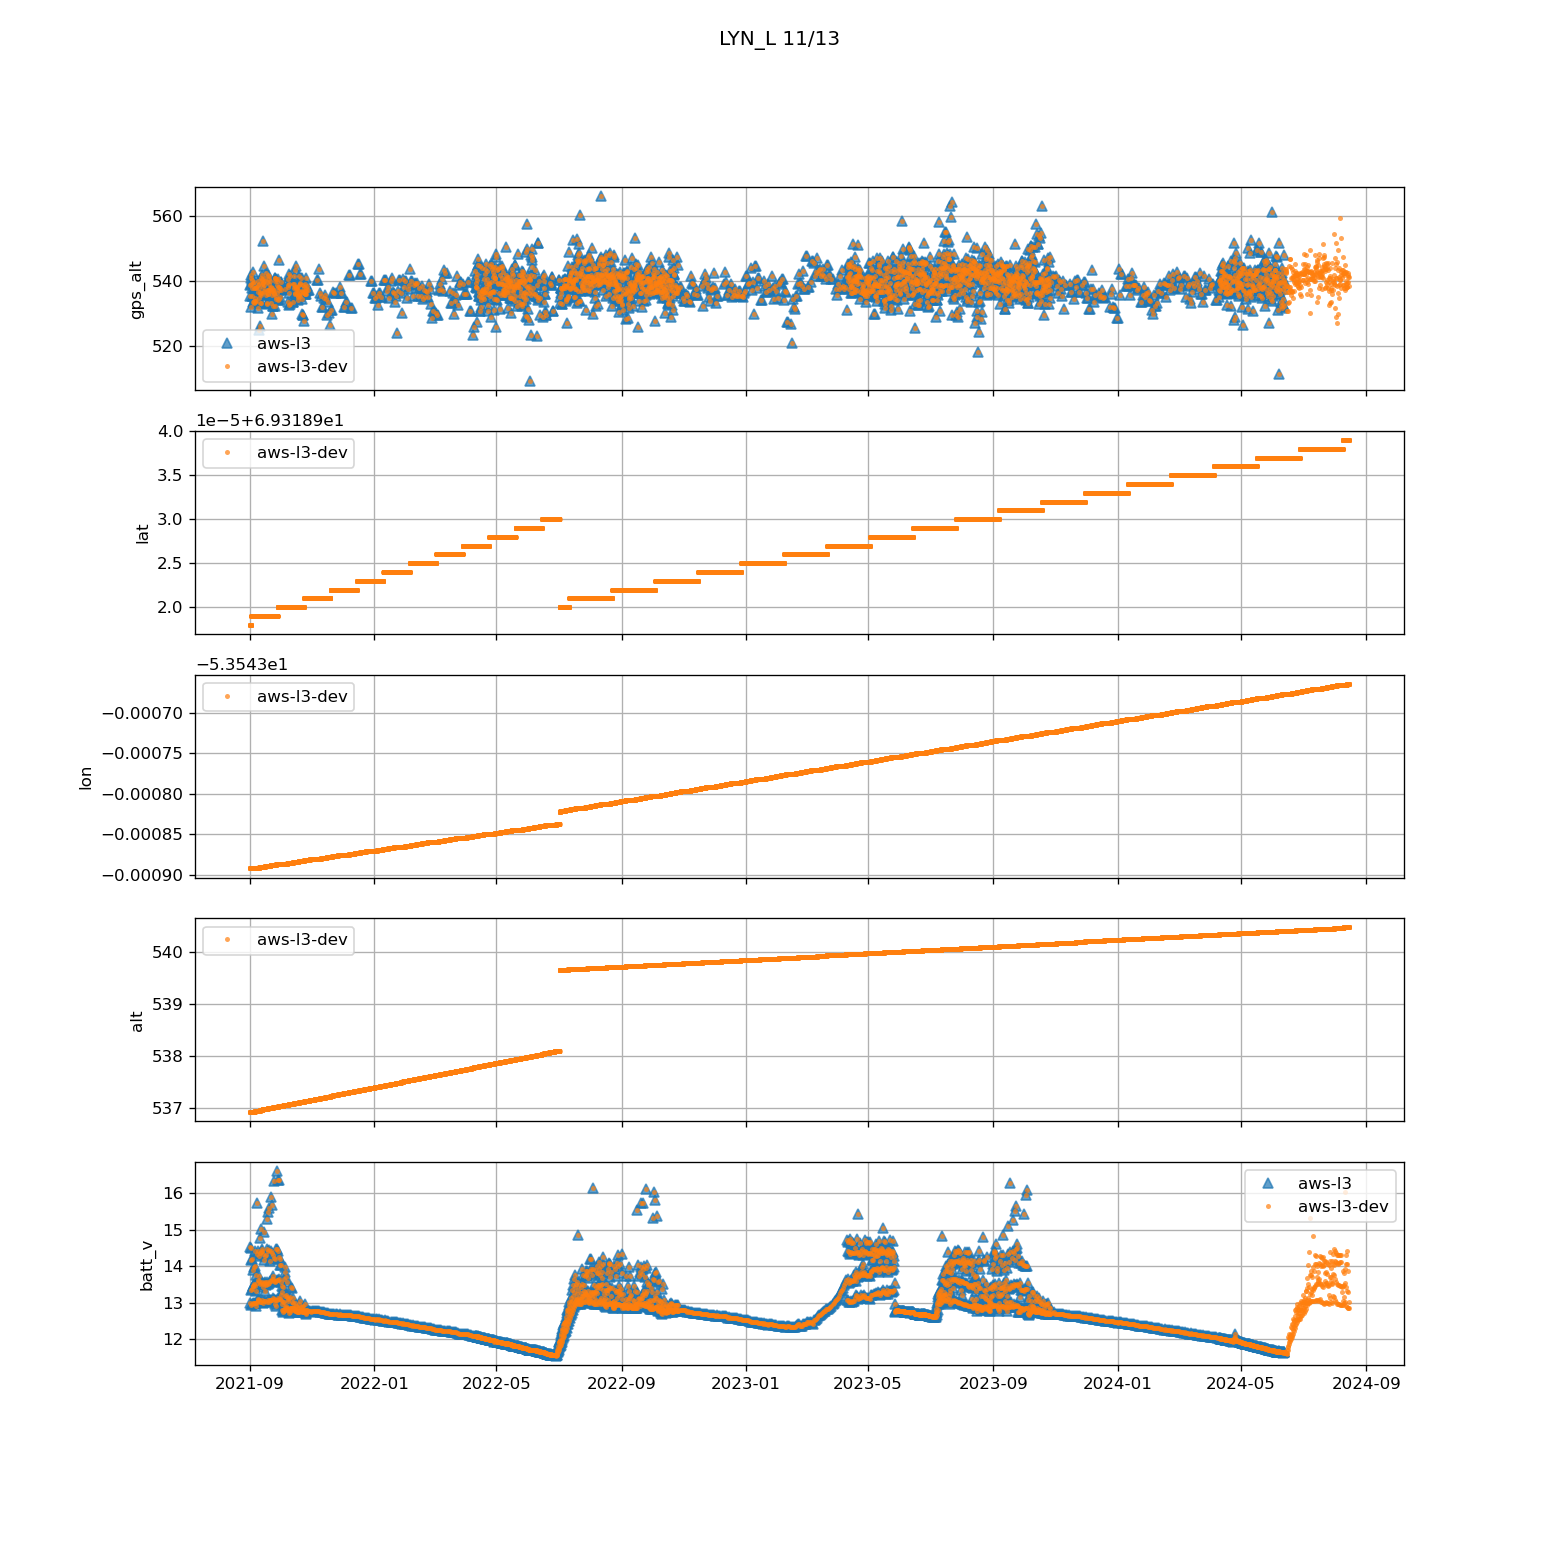 LYN_L 11/13
560
540
520
gps_alt
aws-l3
aws-l3-dev
1e−5+6.93189e1
4.0
3.5
3.0
2.5
2.0
lat
aws-l3-dev
−5.3543e1
−0.00070
−0.00075
−0.00080
−0.00085
−0.00090
lon
aws-l3-dev
540
539
538
537
alt
aws-l3-dev
16
15
14
13
12
batt_v
aws-l3
aws-l3-dev
2021-09 2022-01 2022-05 2022-09 2023-01 2023-05 2023-09 2024-01 2024-05 2024-09